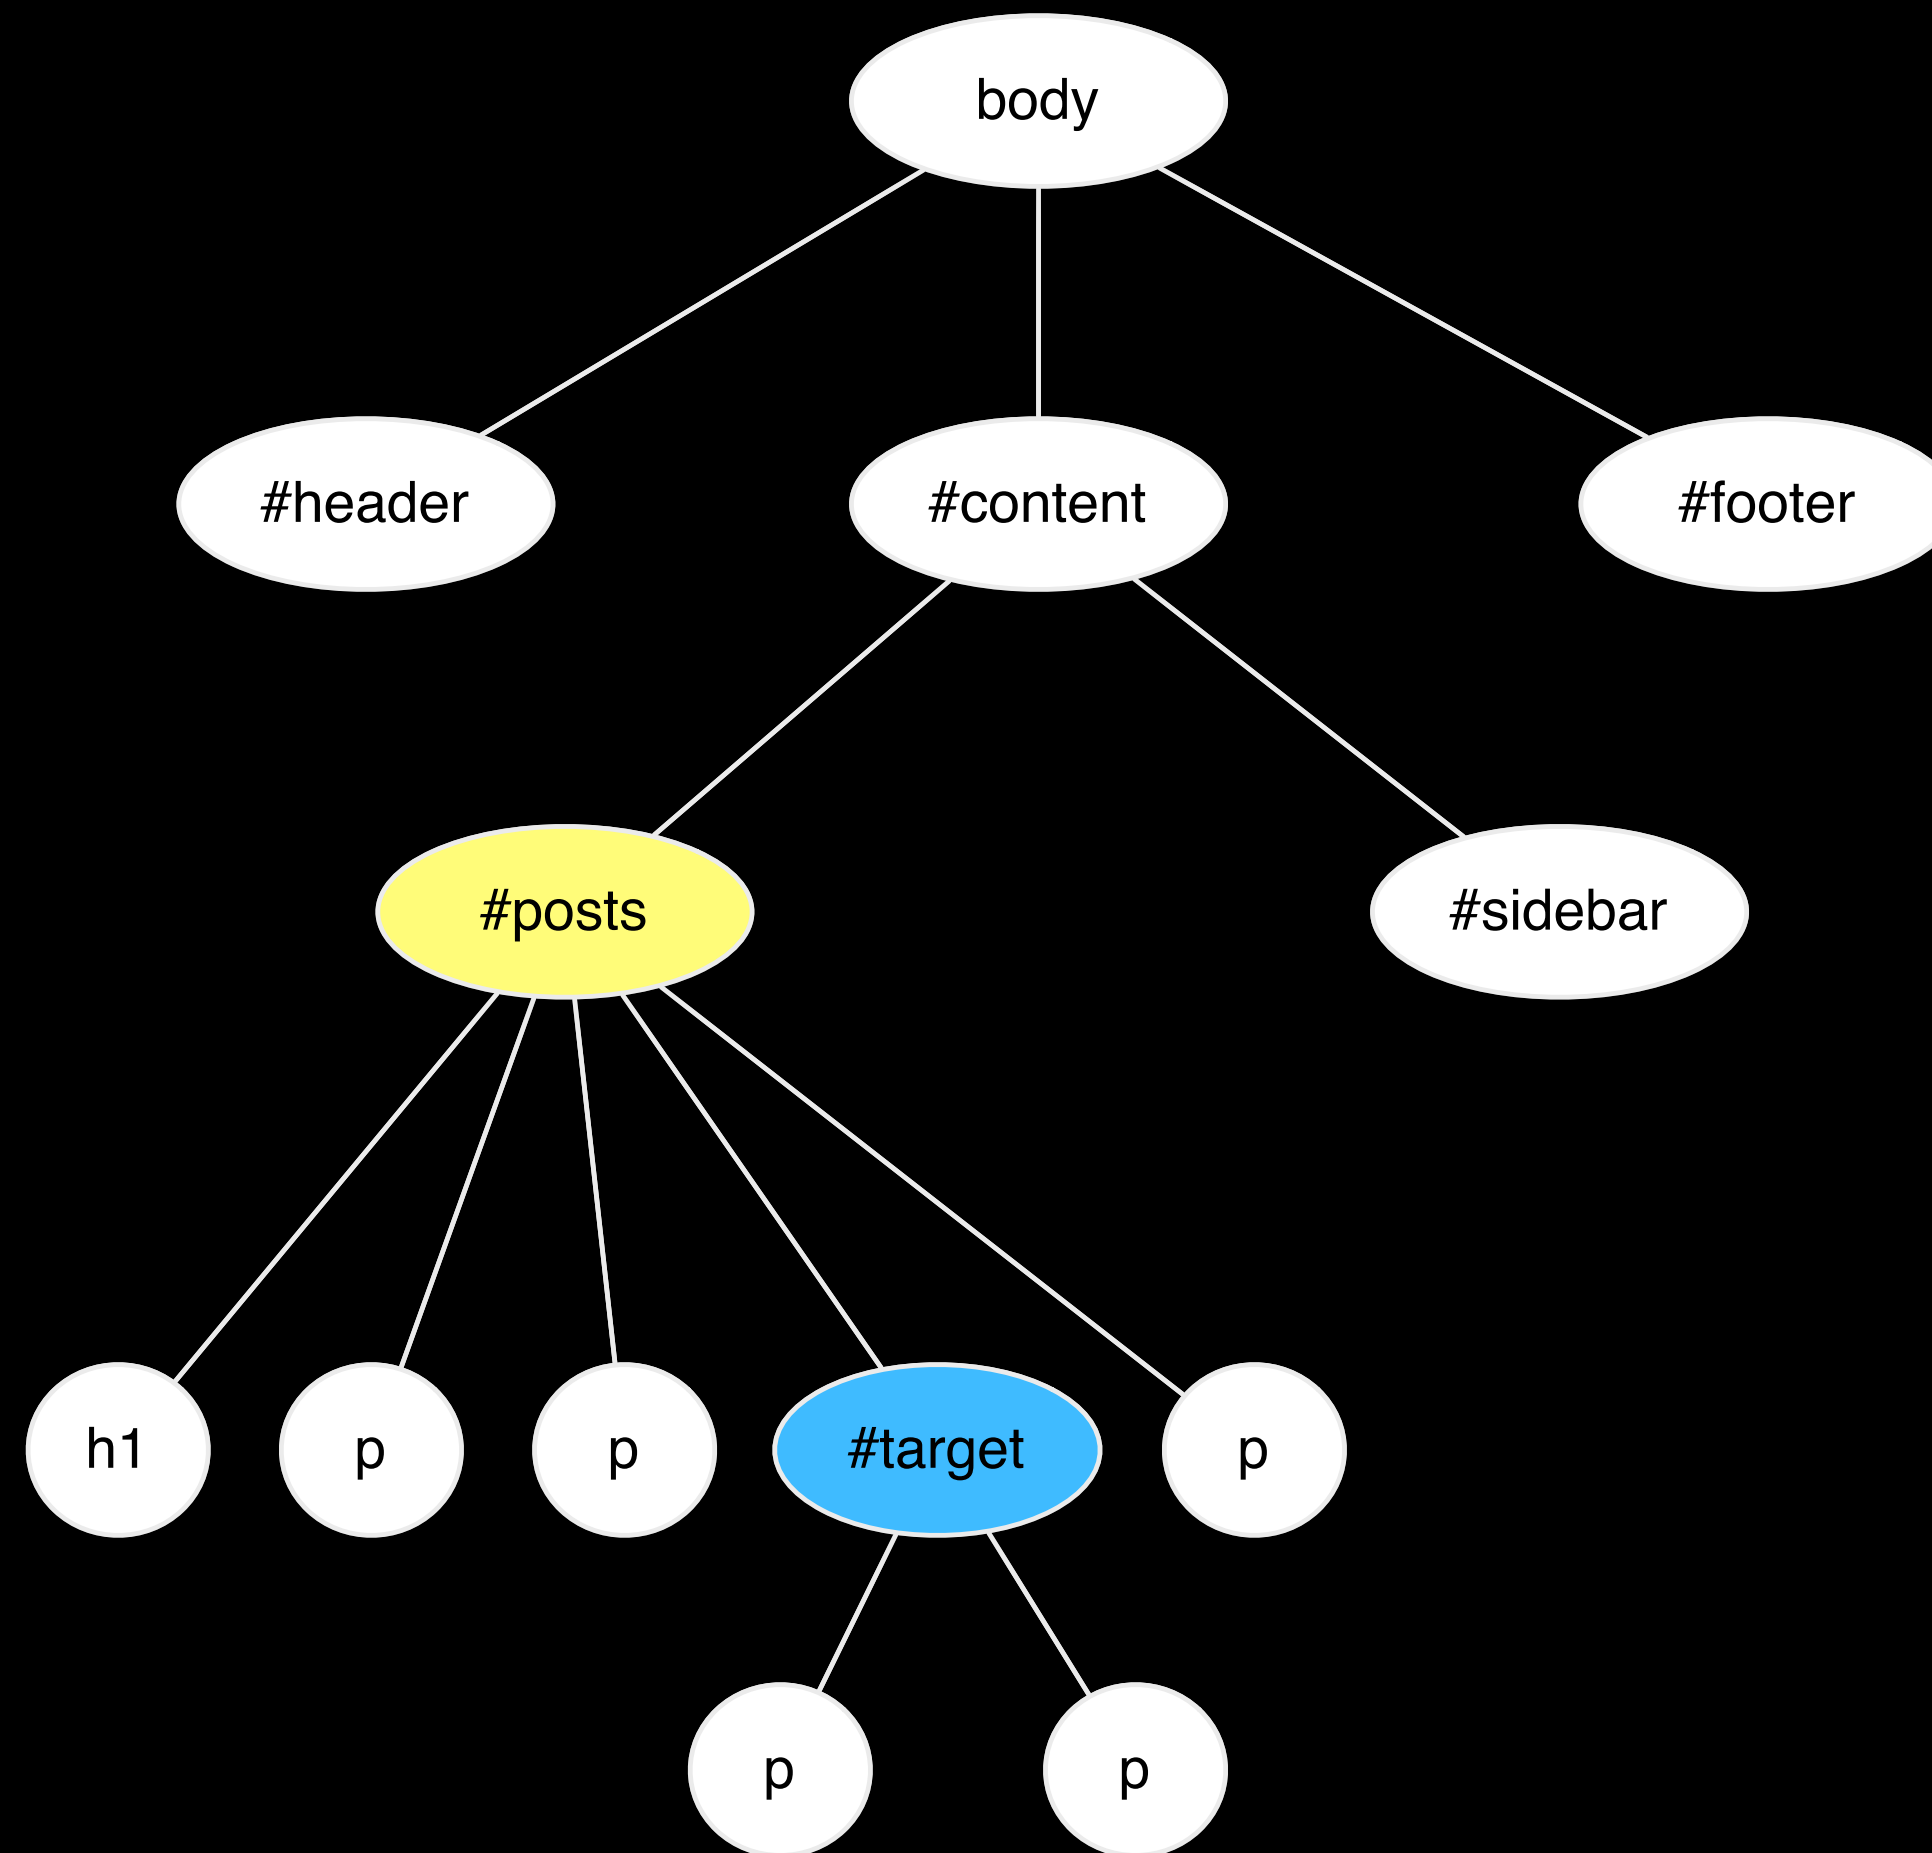 body
#header
#content
#footer
#posts
#sidebar
h1
p
p
#target
p
p
p